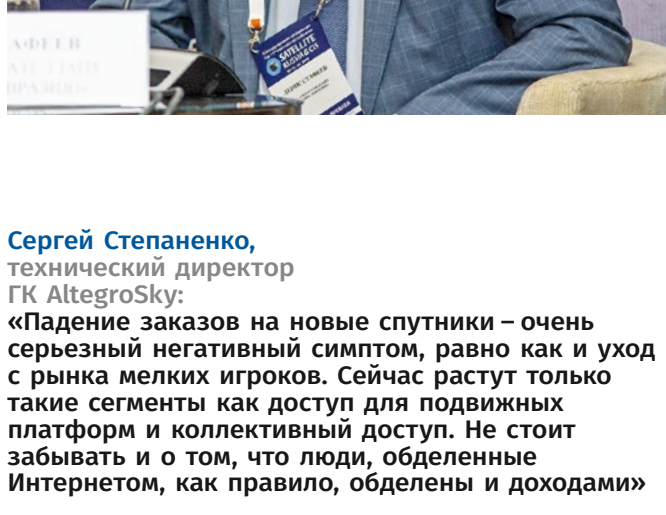 SATELLITE
RUSSIA & CIS
Сергей Степаненко,
технический директор
ГК AltegroSky:
«Падение заказов на новые спутники – очень
серьезный негативный симптом, равно как и уход
с рынка мелких игроков. Сейчас растут только
такие сегменты как доступ для подвижных
платформ и коллективный доступ. Не стоит
забывать и о том, что люди, обделенные
Интернетом, как правило, обделены и доходами»